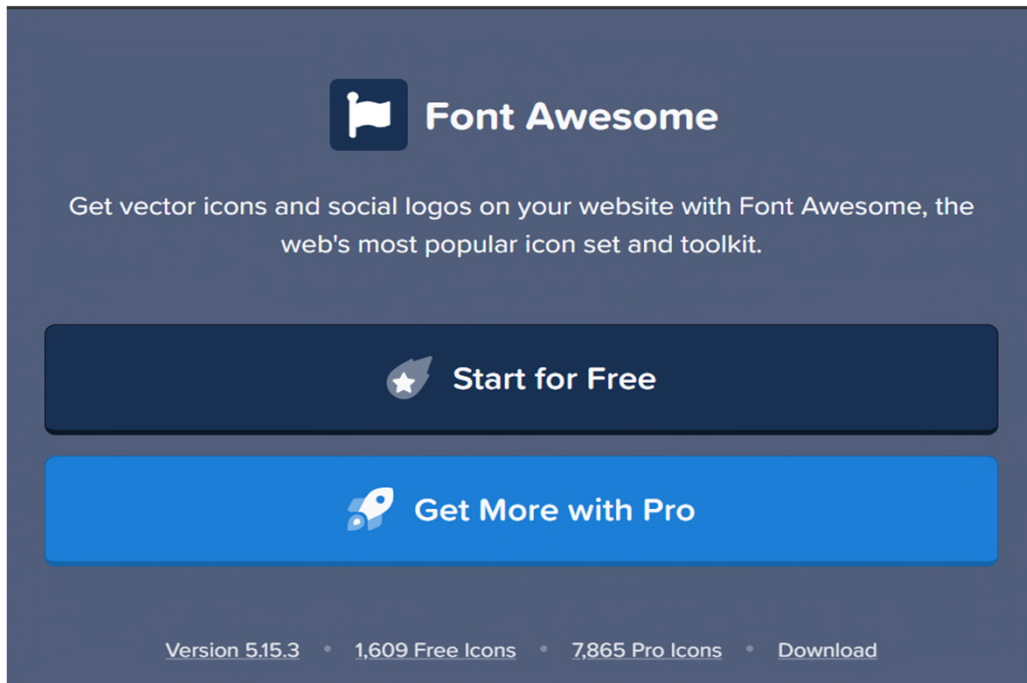 Font Awesome
Get vector icons and social logos on your website with Font Awesome, the
web's most popular icon set and toolkit.
Start for Free
Get More with Pro
Version 5.15.3 • 1,609 Free Icons • 7,865 Pro Icons • Download